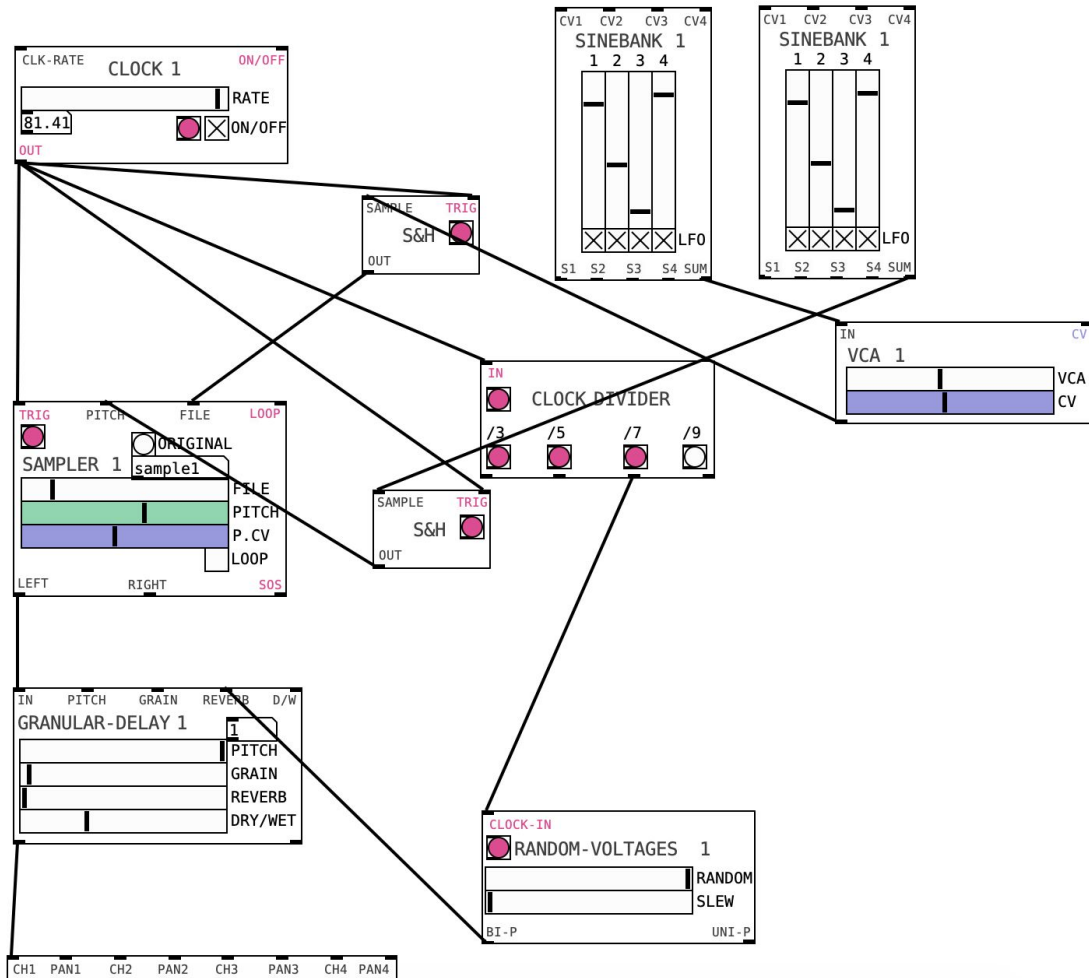 CLK-RATE ON/OFF
CLOCK 1
RATE
81.41
ON/OFF
OUT
CV1 CV2 CV3 CV4
SINEBANK 1
1 2 3 4
LFO
S1 S2 S3 S4 SUM
CV1 CV2 CV3 CV4
SINEBANK 1
1 2 3 4
LFO
S1 S2 S3 S4 SUM
SAMPLE TRIG
S&H
OUT
IN CV
VCA 1
VCA
CV
IN
CLOCK DIVIDER
/3 /5 /7 /9
TRIG PITCH FILE LOOP
ORIGINAL
SAMPLER 1 sample1
FILE
PITCH
P.CV
LOOP
LEFT RIGHT SOS
SAMPLE TRIG
S&H
OUT
IN PITCH GRAIN REVERB D/W
GRANULAR-DELAY 1 1
PITCH
GRAIN
REVERB
DRY/WET
CLOCK-IN
RANDOM-VOLTAGES 1
RANDOM
SLEW
BI-P UNI-P
CH1 PAN1 CH2 PAN2 CH3 PAN3 CH4 PAN4